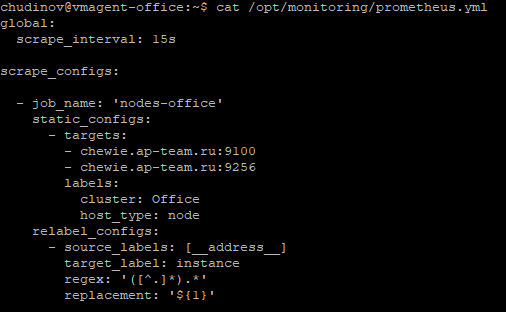 chudinov@vmagent-office:~$ cat /opt/monitoring/prometheus.yml
global:
  scrape_interval: 15s

scrape_configs:

  - job_name: 'nodes-office'
    static_configs:
      - targets:
        - chewie.ap-team.ru:9100
        - chewie.ap-team.ru:9256
        labels:
          cluster: Office
          host_type: node
    relabel_configs:
      - source_labels: [__address__]
        target_label: instance
        regex: '([^.]*).*'
        replacement: '${1}'